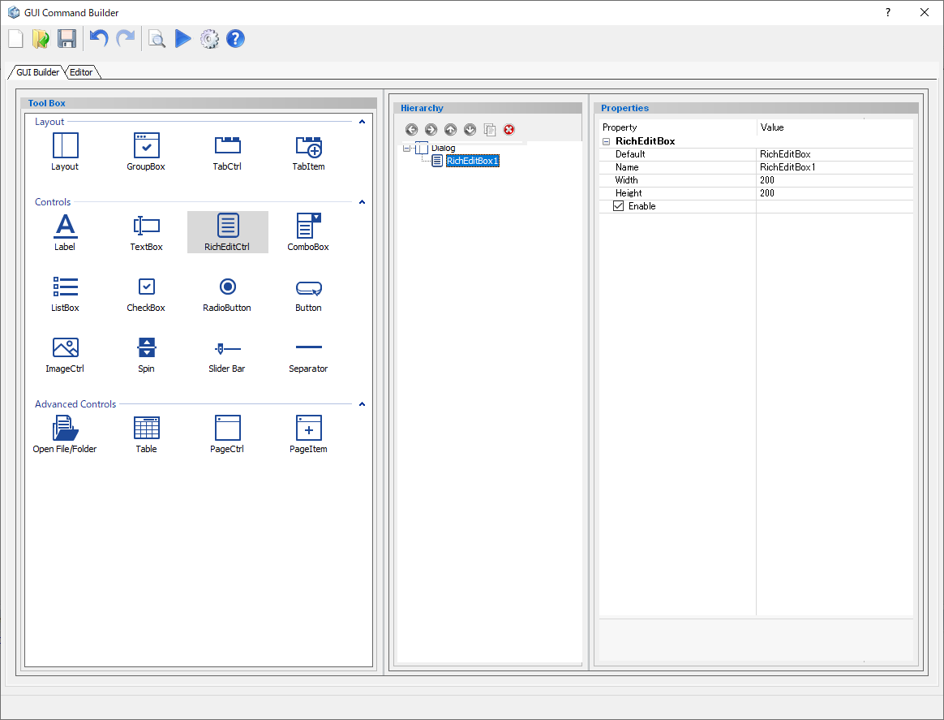 GUI Command Builder
?
GUI Builder
Editor
Tool Box
Layout
Layout
GroupBox
TabCtrl
TabItem
Controls
Label
TextBox
RichEditCtrl
ComboBox
ListBox
CheckBox
RadioButton
Button
ImageCtrl
Spin
Slider Bar
Separator
Advanced Controls
Open File/Folder
Table
PageCtrl
PageItem
Hierarchy
Dialog
RichEditBox1
Properties
Property Value
RichEditBox
Default RichEditBox
Name RichEditBox1
Width 200
Height 200
Enable